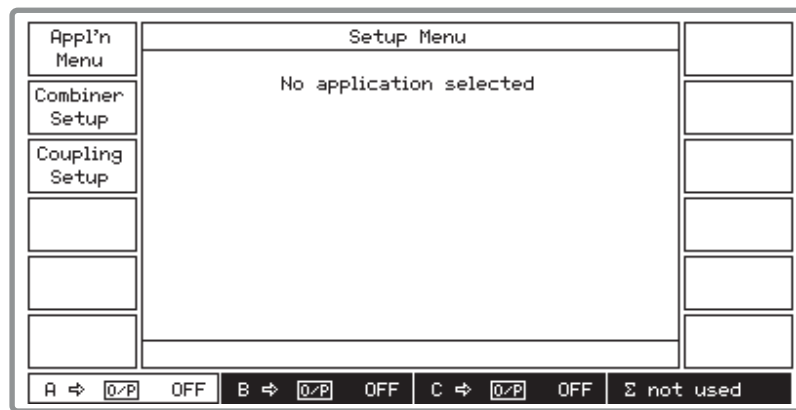 Appl'n
Menu
Setup Menu
No application selected
Combiner
Setup
Coupling
Setup
A ⇨ O/P OFF B ⇨ O/P OFF C ⇨ O/P OFF Σ not used